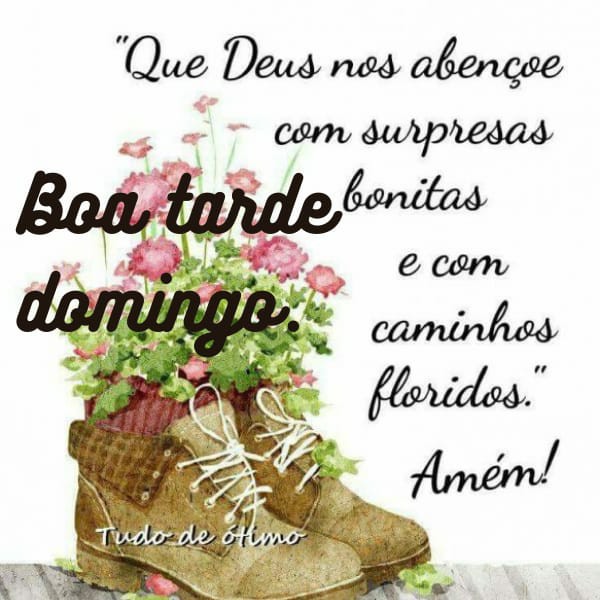 "Que Deus nos abençoe
com surpresas
bonitas
e com
caminhos
floridos."
Amém!
Boa tarde
domingo.
Tudo de ótimo